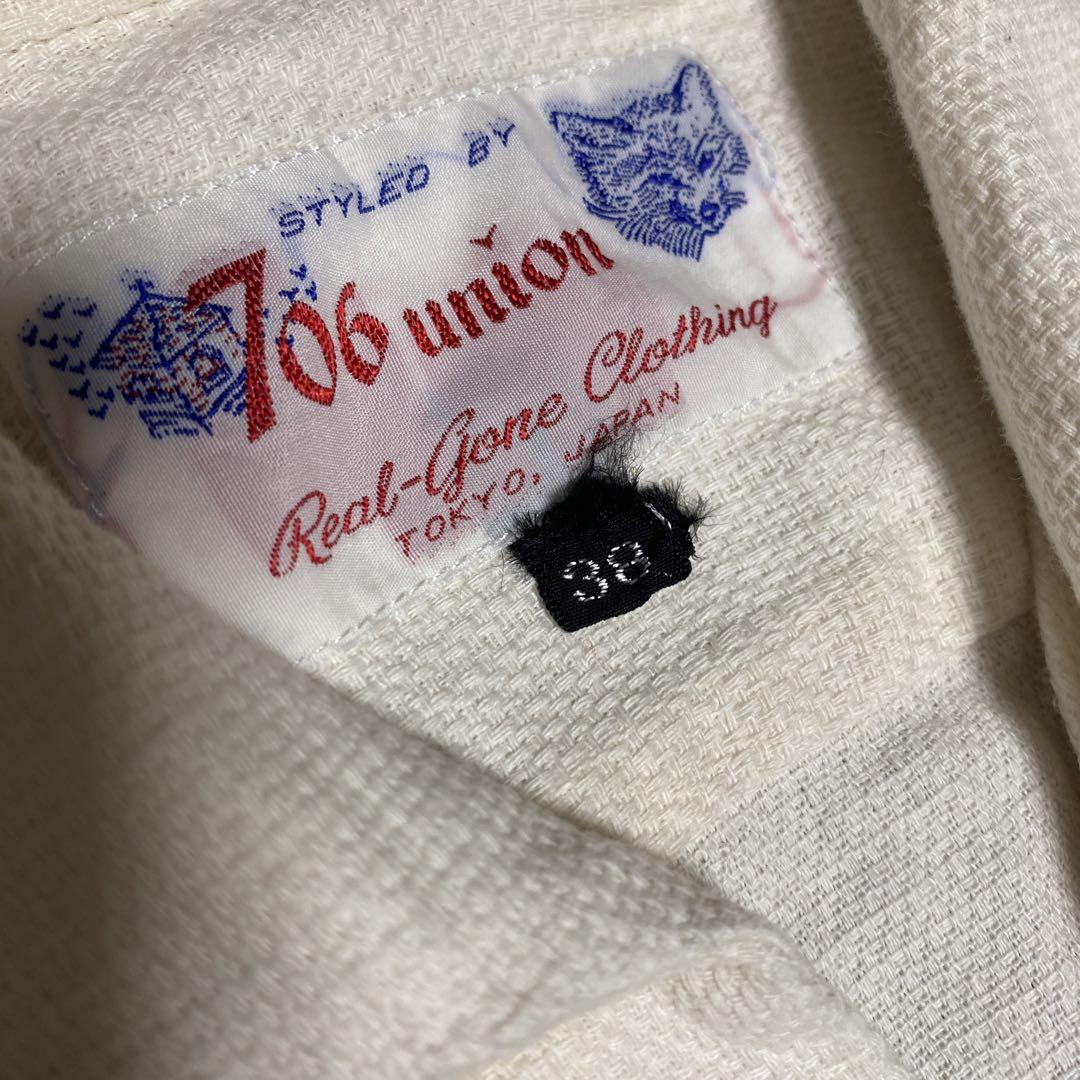 STYLED BY
706 union
Real-Gone Clothing
TOKYO, JAPAN
38